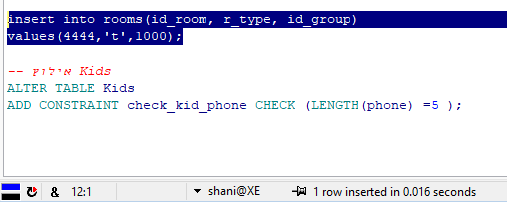 insert into rooms(id_room, r_type, id_group)
values(4444,'t',1000);
-- אילוץ Kids
ALTER TABLE Kids
ADD CONSTRAINT check_kid_phone CHECK (LENGTH(phone) =5 );
& 12:1 shani@XE 1 row inserted in 0.016 seconds